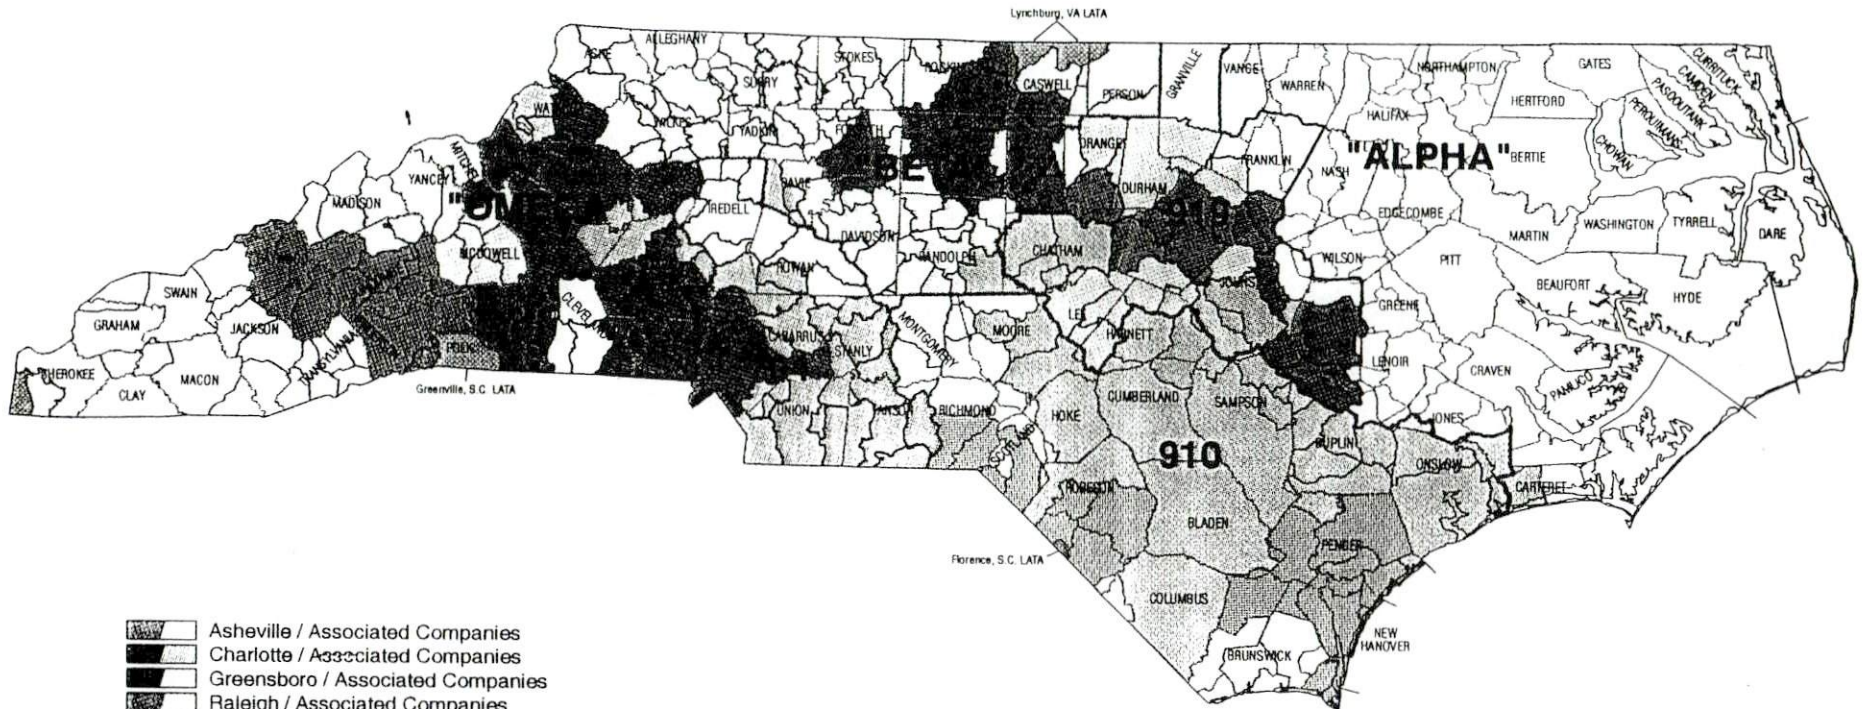 Lynchburg, VA LATA
ASHE
ALLEGHANY
SURRY
STOKES
CASWELL
PERSON
GRANVILLE
VANCE
WARREN
NORTHAMPTON
GATES
CURRITUCK
CAMDEN
PASQUOTANK
PERQUIMANS
HERTFORD
HALIFAX
CHOWAN
WILKES
YADKIN
FORSYTH
ORANGE
FRANKLIN
NASH
"ALPHA"
BERTIE
MITCHELL
YANCEY
MADISON
"OMEGA"
DAVIE
IREDELL
DURHAM
919
EDGECOMBE
MARTIN
WASHINGTON
TYRRELL
DARE
MCDOWELL
DAVIDSON
RANDOLPH
CHATHAM
ROWAN
WILSON
PITT
BEAUFORT
HYDE
SWAIN
GRAHAM
JACKSON
CLEVELAND
CABARRUS
STANLY
MONTGOMERY
MOORE
LEE
HARNETT
GREENE
LENOIR
CRAVEN
PAMLICO
JONES
CHEROKEE
CLAY
MACON
TRANSYLVANIA
POLK
Greenville, S.C. LATA
UNION
ANSON
RICHMOND
SCOTLAND
HOKE
CUMBERLAND
SAMPSON
DUPLIN
ONSLOW
CARTERET
910
ROBESON
BLADEN
PENDER
Florence, S.C. LATA
COLUMBUS
BRUNSWICK
NEW
HANOVER
Asheville / Associated Companies
Charlotte / Associated Companies
Greensboro / Associated Companies
Raleigh / Associated Companies